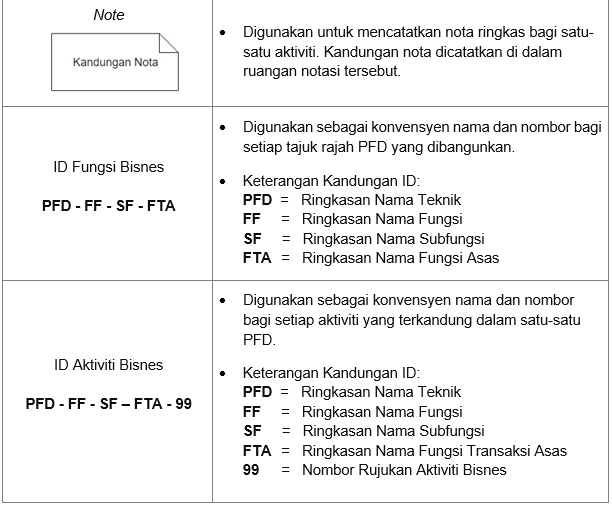 Note
Kandungan Nota
• Digunakan untuk mencatatkan nota ringkas bagi satu-
satu aktiviti. Kandungan nota dicatatkan di dalam
ruangan notasi tersebut.
ID Fungsi Bisnes
PFD - FF - SF - FTA
• Digunakan sebagai konvensyen nama dan nombor bagi
setiap tajuk rajah PFD yang dibangunkan.
• Keterangan Kandungan ID:
PFD = Ringkasan Nama Teknik
FF = Ringkasan Nama Fungsi
SF = Ringkasan Nama Subfungsi
FTA = Ringkasan Nama Fungsi Asas
ID Aktiviti Bisnes
PFD - FF - SF – FTA - 99
• Digunakan sebagai konvensyen nama dan nombor
bagi setiap aktiviti yang terkandung dalam satu-satu
PFD.
• Keterangan Kandungan ID:
PFD = Ringkasan Nama Teknik
FF = Ringkasan Nama Fungsi
SF = Ringkasan Nama Subfungsi
FTA = Ringkasan Nama Fungsi Transaksi Asas
99 = Nombor Rujukan Aktiviti Bisnes